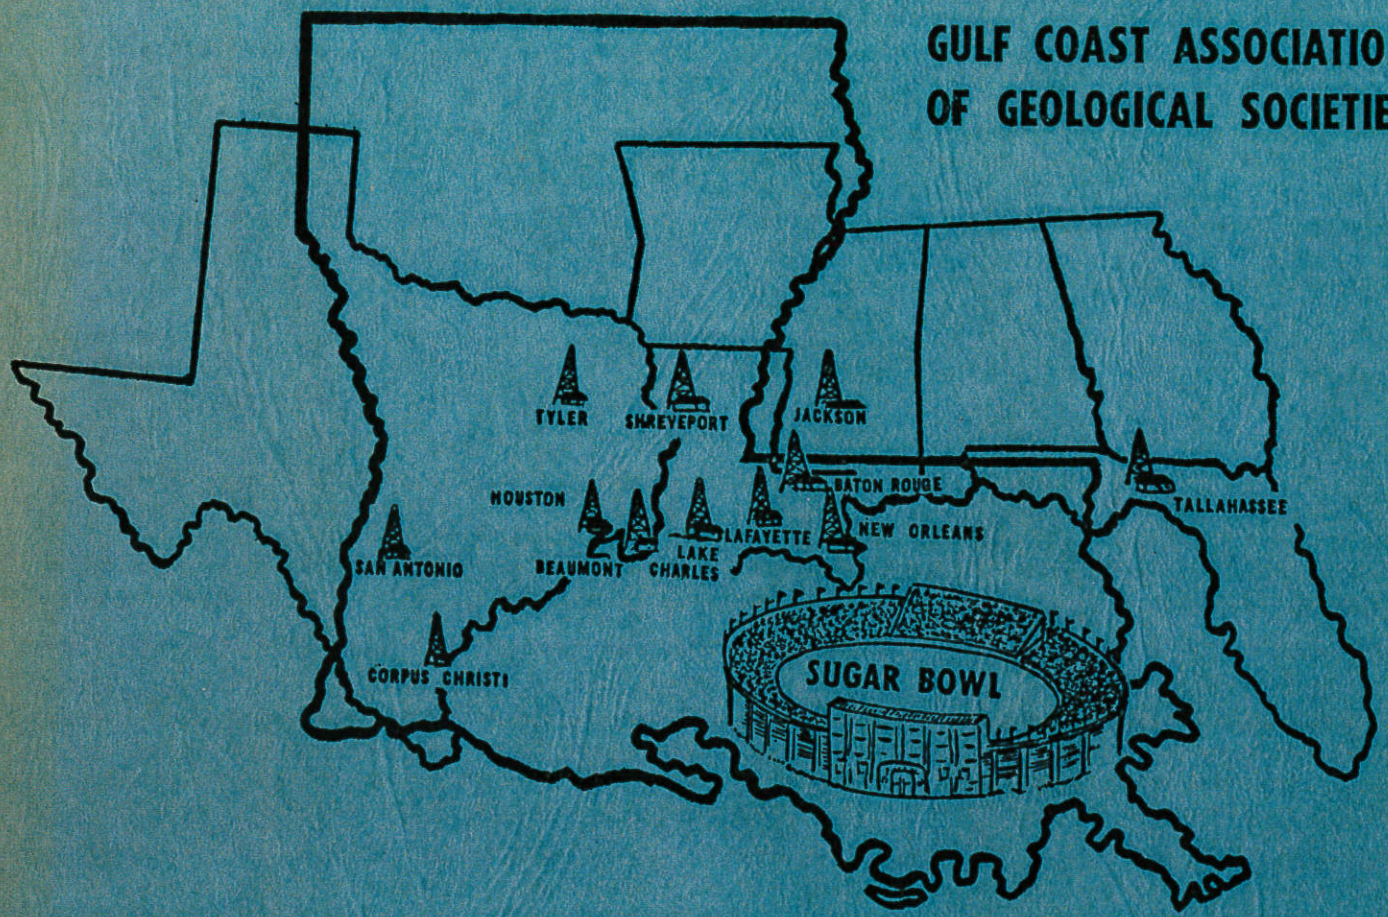 GULF COAST ASSOCIATIO
OF GEOLOGICAL SOCIETIE
TYLER
SHREVEPORT
JACKSON
HOUSTON
BATON ROUGE
TALLAHASSEE
LAFAYETTE
NEW ORLEANS
SAN ANTONIO
BEAUMONT
LAKE
CHARLES
CORPUS CHRISTI
SUGAR BOWL